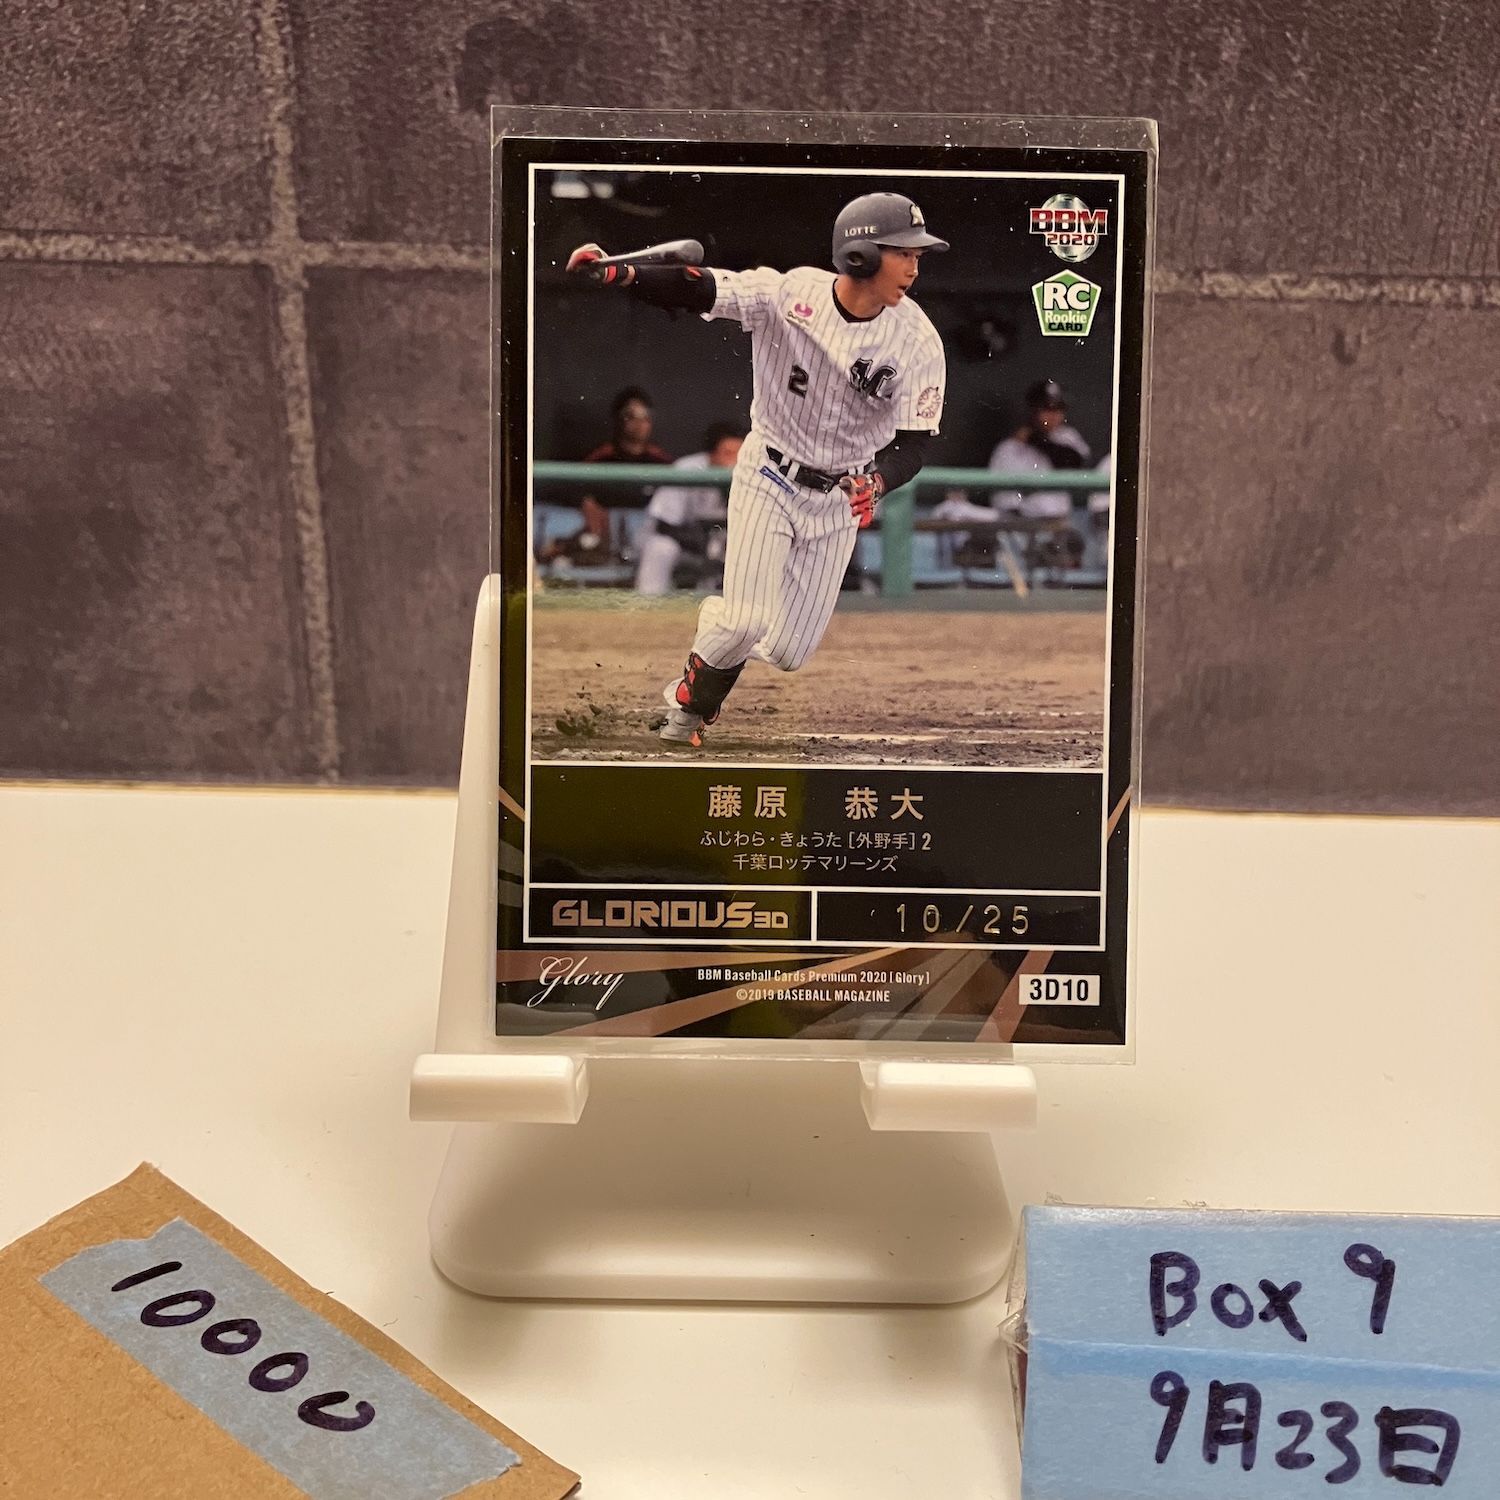 LOTTE
BBM
2020
RC
Rookie
CARD
2
M
藤原 恭大
ふじわら・きょうた［外野手］2
千葉ロッテマリーンズ
GLORIOUS3D
10/25
Glory
BBM Baseball Cards Premium 2020 [Glory]
©2019 BASEBALL MAGAZINE
3D10
10000
Box 9
9月23日